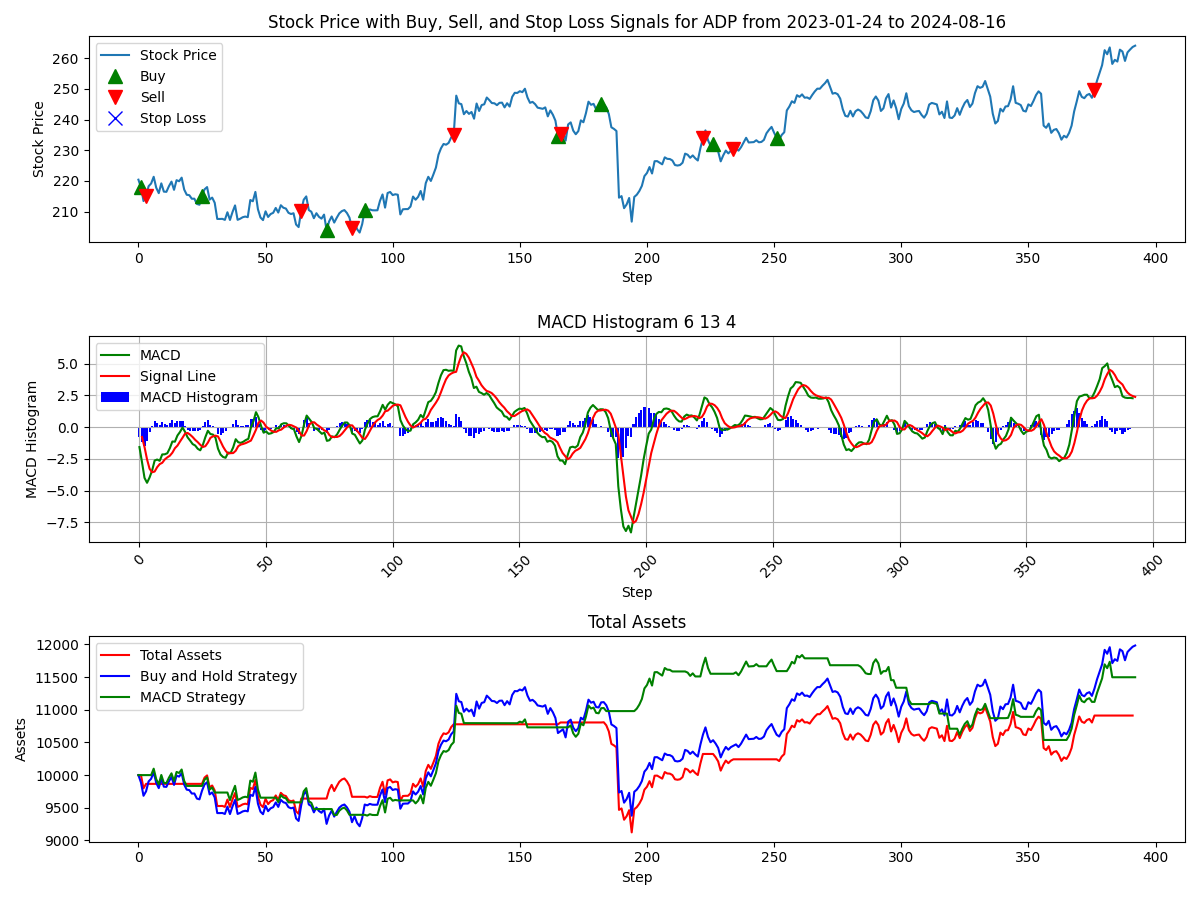 Stock Price with Buy, Sell, and Stop Loss Signals for ADP from 2023-01-24 to 2024-08-16
Stock Price
260
250
240
230
220
210
Stock Price
Buy
Sell
Stop Loss
0 50 100 150 200 250 300 350 400
Step
MACD Histogram 6 13 4
MACD Histogram
5.0
2.5
0.0
−2.5
−5.0
−7.5
MACD
Signal Line
MACD Histogram
0 50 100 150 200 250 300 350 400
Step
Total Assets
Assets
12000
11500
11000
10500
10000
9500
9000
Total Assets
Buy and Hold Strategy
MACD Strategy
0 50 100 150 200 250 300 350 400
Step